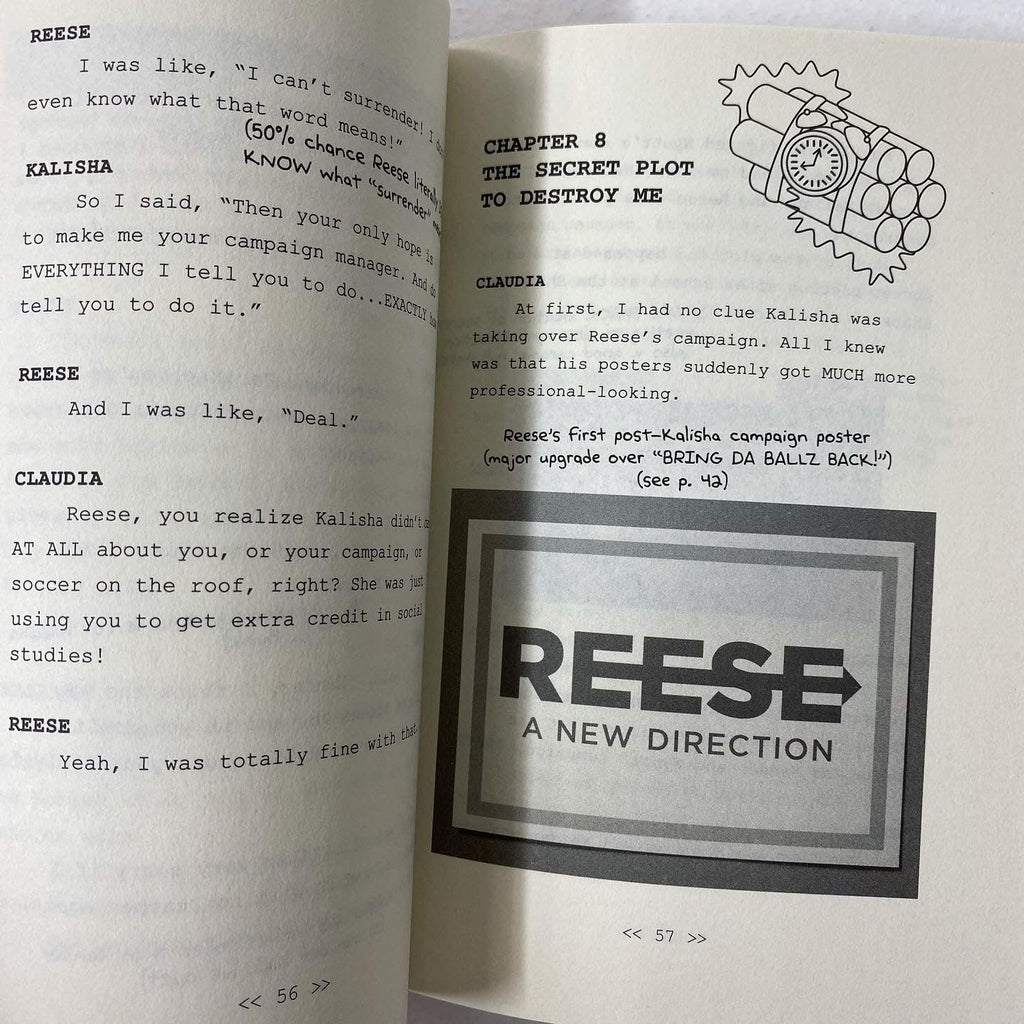 REESE
I was like, "I can't surrender! I
even know what that word means!"
(50% chance Reese literally
KNOW what "surrender"
KALISHA
So I said, "Then your only hope is
to make me your campaign manager. And do
EVERYTHING I tell you to do...EXACTLY
tell you to do it."
REESE
And I was like, "Deal."
CLAUDIA
Reese, you realize Kalisha didn't
AT ALL about you, or your campaign, or
soccer on the roof, right? She was just
using you to get extra credit in social
studies!
REESE
Yeah, I was totally fine with that.
<< 56 >>
CHAPTER 8
THE SECRET PLOT
TO DESTROY ME
CLAUDIA
At first, I had no clue Kalisha was
taking over Reese's campaign. All I knew
was that his posters suddenly got MUCH more
professional-looking.
Reese's first post-Kalisha campaign poster
(major upgrade over "BRING DA BALLZ BACK!")
(see p. 42)
REESE
A NEW DIRECTION
<< 57 >>